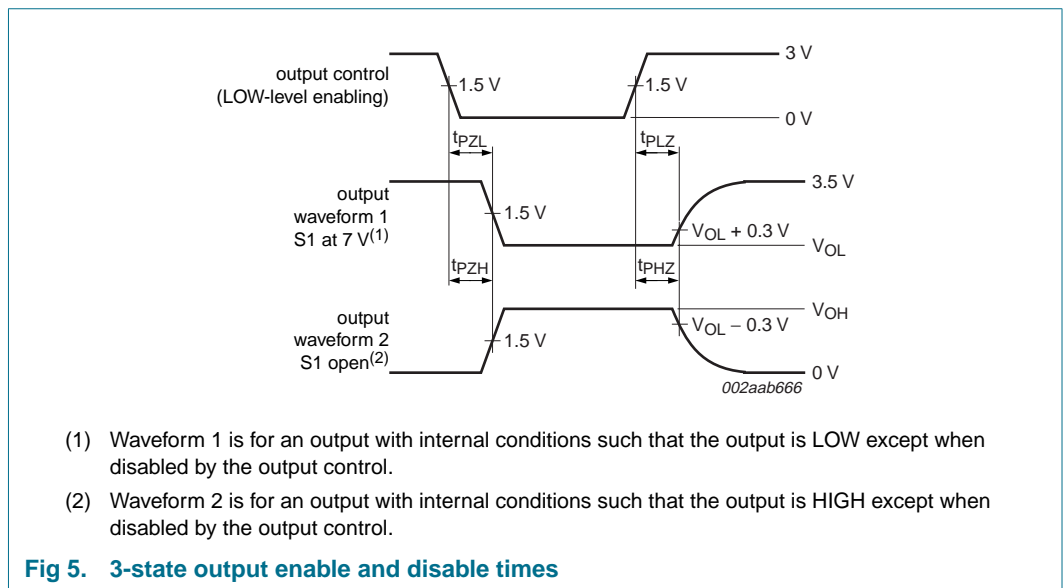 output control
(LOW-level enabling)
1.5 V
1.5 V
3 V
0 V
tPZL
tPLZ
output
waveform 1
S1 at 7 V(1)
1.5 V
3.5 V
VOL + 0.3 V
VOL
tPZH
tPHZ
output
waveform 2
S1 open(2)
1.5 V
VOH
VOL − 0.3 V
0 V
002aab666
(1) Waveform 1 is for an output with internal conditions such that the output is LOW except when
disabled by the output control.
(2) Waveform 2 is for an output with internal conditions such that the output is HIGH except when
disabled by the output control.
Fig 5. 3-state output enable and disable times